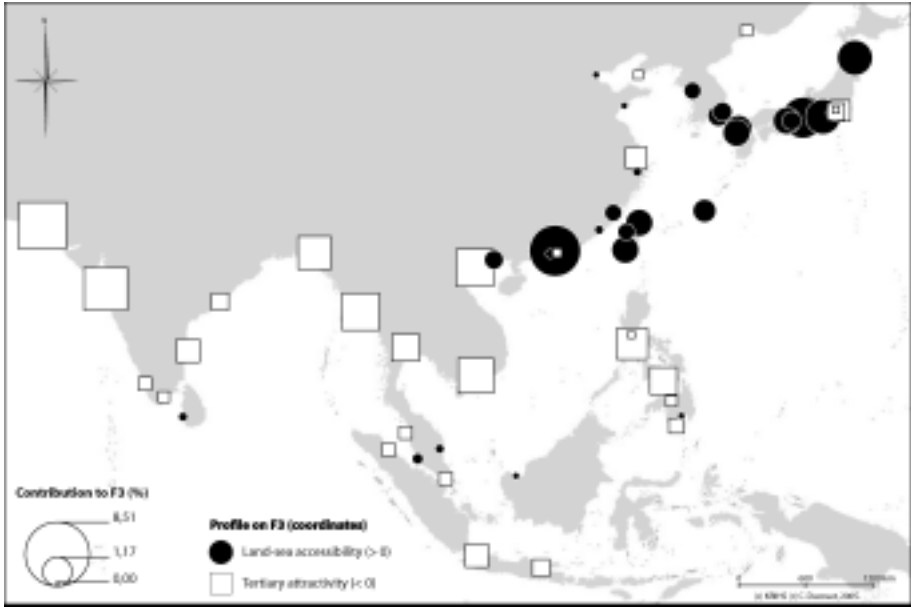 Contribution to F3 (%)
8,51
1,17
0,00
Profile on F3 (coordinates)
Land-sea accessibility (> 0)
Tertiary attractivity (< 0)
0